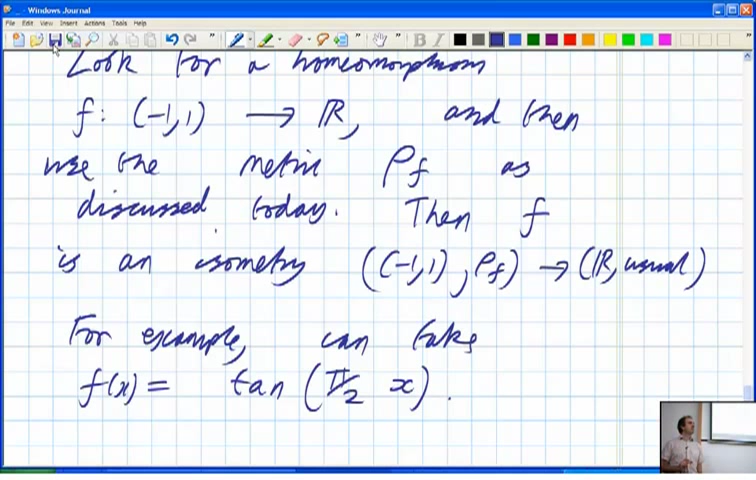 Windows Journal
File Edit View Insert Actions Tools Help
Look for a homeomorphism
f: (-1,1) → ℝ, and then
use the metric ρ_f as
discussed today. Then f
is an isometry ((-1,1), ρ_f) → (ℝ, usual)
For example, can take
f(x) = tan (π/2 x).